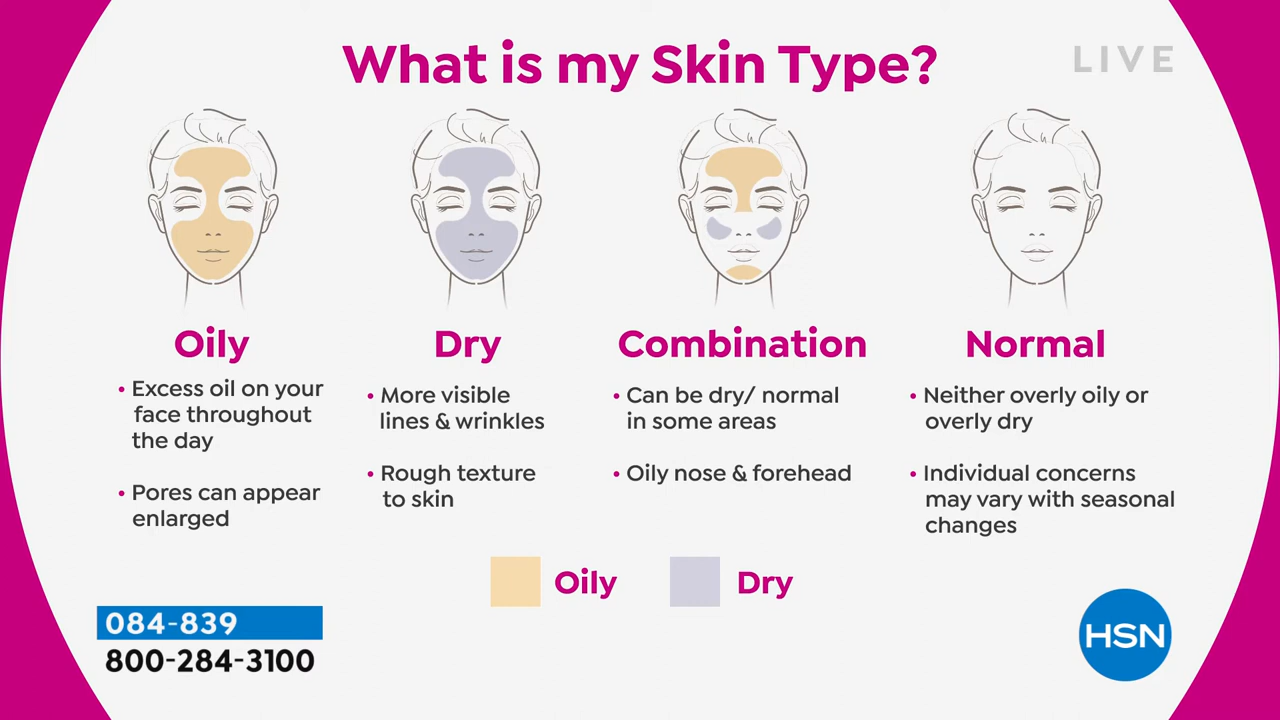 What is my Skin Type?
LIVE
Oily
• Excess oil on your
face throughout
the day
• Pores can appear
enlarged
Dry
• More visible
lines & wrinkles
• Rough texture
to skin
Combination
• Can be dry/ normal
in some areas
• Oily nose & forehead
Normal
• Neither overly oily or
overly dry
• Individual concerns
may vary with seasonal
changes
Oily
Dry
084-839
800-284-3100
HSN